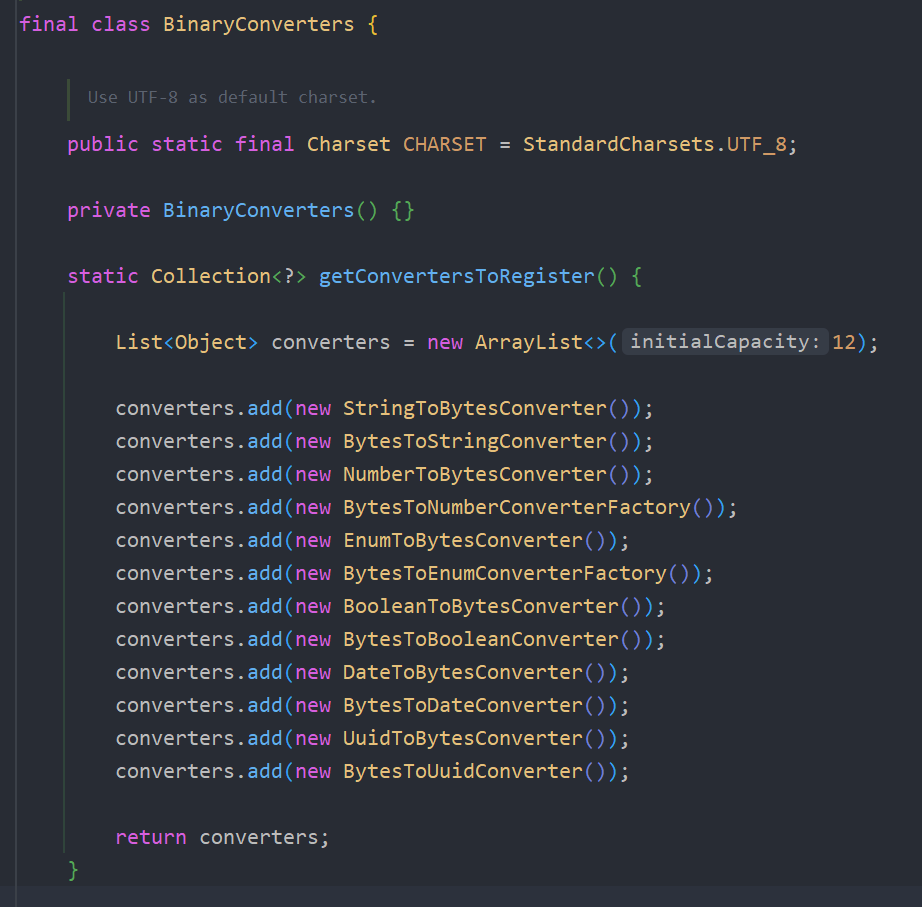 final class BinaryConverters {
Use UTF-8 as default charset.
public static final Charset CHARSET = StandardCharsets.UTF_8;
private BinaryConverters() {}
static Collection<?> getConvertersToRegister() {
List<Object> converters = new ArrayList<>( initialCapacity: 12);
converters.add(new StringToBytesConverter());
converters.add(new BytesToStringConverter());
converters.add(new NumberToBytesConverter());
converters.add(new BytesToNumberConverterFactory());
converters.add(new EnumToBytesConverter());
converters.add(new BytesToEnumConverterFactory());
converters.add(new BooleanToBytesConverter());
converters.add(new BytesToBooleanConverter());
converters.add(new DateToBytesConverter());
converters.add(new BytesToDateConverter());
converters.add(new UuidToBytesConverter());
converters.add(new BytesToUuidConverter());
return converters;
}